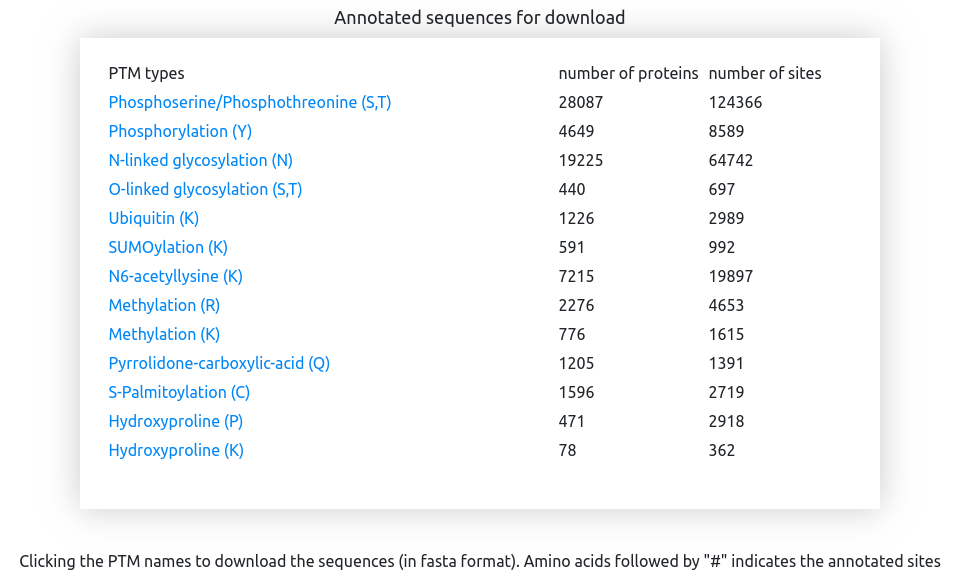 Annotated sequences for download
PTM types number of proteins number of sites
Phosphoserine/Phosphothreonine (S,T) 28087 124366
Phosphorylation (Y) 4649 8589
N-linked glycosylation (N) 19225 64742
O-linked glycosylation (S,T) 440 697
Ubiquitin (K) 1226 2989
SUMOylation (K) 591 992
N6-acetyllysine (K) 7215 19897
Methylation (R) 2276 4653
Methylation (K) 776 1615
Pyrrolidone-carboxylic-acid (Q) 1205 1391
S-Palmitoylation (C) 1596 2719
Hydroxyproline (P) 471 2918
Hydroxyproline (K) 78 362
Clicking the PTM names to download the sequences (in fasta format). Amino acids followed by "#" indicates the annotated sites